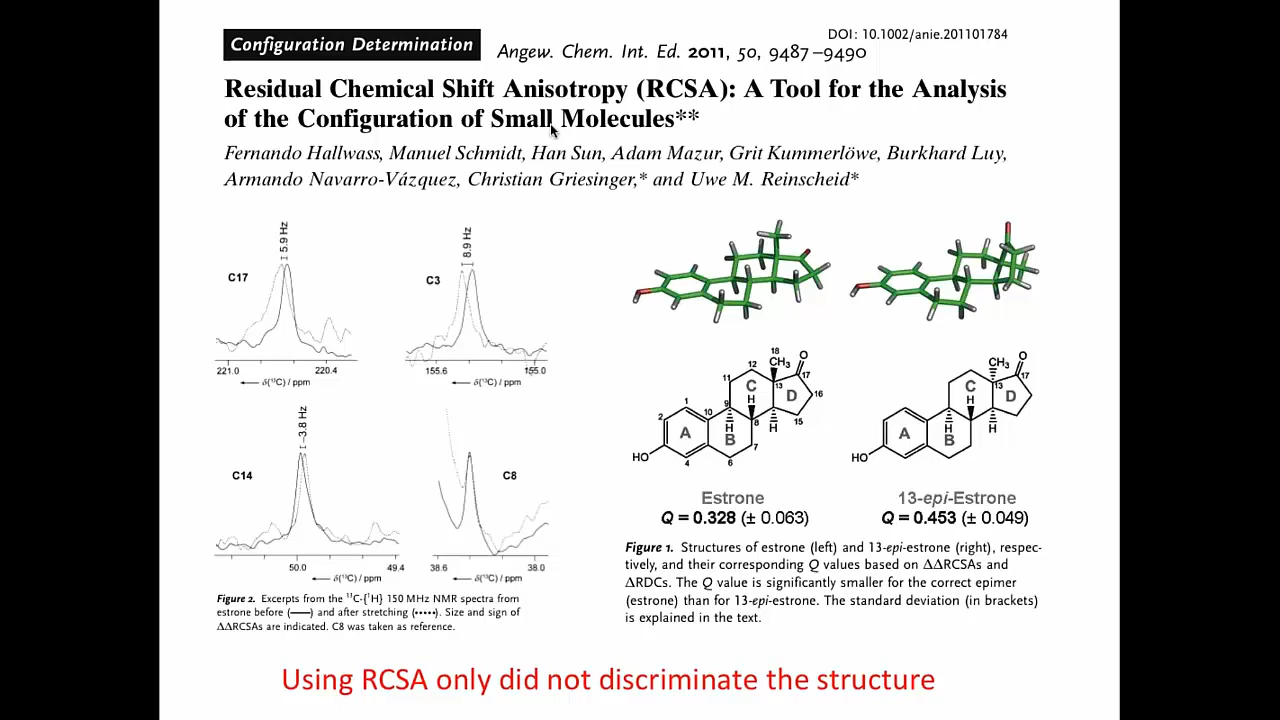 DOI: 10.1002/anie.201101784
Configuration Determination
Angew. Chem. Int. Ed. 2011, 50, 9487–9490
Residual Chemical Shift Anisotropy (RCSA): A Tool for the Analysis
of the Configuration of Small Molecules**
Fernando Hallwass, Manuel Schmidt, Han Sun, Adam Mazur, Grit Kummerlöwe, Burkhard Luy,
Armando Navarro-Vázquez, Christian Griesinger,* and Uwe M. Reinscheid*
5.9 Hz
C17
221.0
220.4
δ(¹³C) / ppm
8.9 Hz
C3
155.6
155.0
δ(¹³C) / ppm
-3.8 Hz
C14
50.0
49.4
δ(¹³C) / ppm
C8
38.6
38.0
δ(¹³C) / ppm
Figure 2. Excerpts from the ¹³C-{¹H} 150 MHz NMR spectra from
estrone before (——) and after stretching (•••••). Size and sign of
ΔΔRCSAs are indicated. C8 was taken as reference.
18
CH₃
O
12
17
11
C
13
D
16
H
1
9
2
10
8
H
15
A
H
B
7
HO
4
6
CH₃
O
17
C
13
D
H
A
H
B
H
HO
Estrone
Q = 0.328 (± 0.063)
13-epi-Estrone
Q = 0.453 (± 0.049)
Figure 1. Structures of estrone (left) and 13-epi-estrone (right), respec-
tively, and their corresponding Q values based on ΔΔRCSAs and
ΔRDCs. The Q value is significantly smaller for the correct epimer
(estrone) than for 13-epi-estrone. The standard deviation (in brackets)
is explained in the text.
Using RCSA only did not discriminate the structure